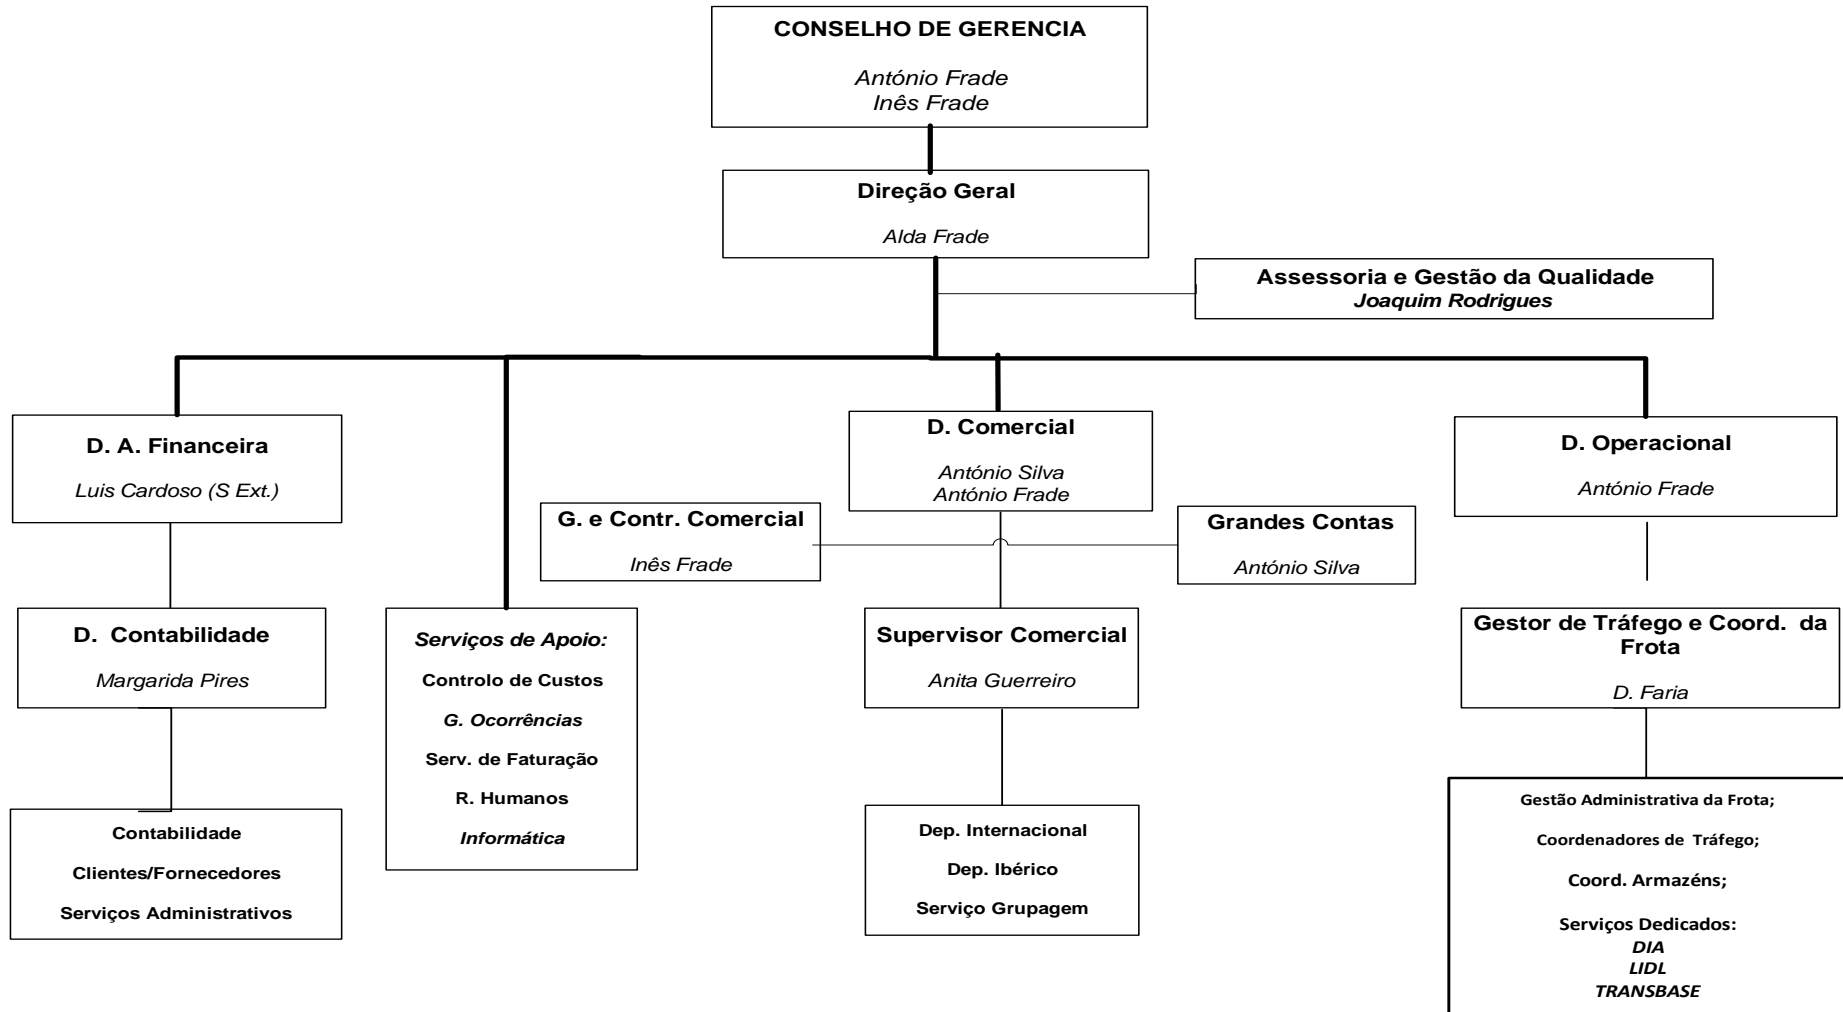 CONSELHO DE GERENCIA
António Frade
Inês Frade
Direção Geral
Alda Frade
Assessoria e Gestão da Qualidade
Joaquim Rodrigues
D. A. Financeira
Luis Cardoso (S Ext.)
D. Comercial
António Silva
António Frade
D. Operacional
António Frade
G. e Contr. Comercial
Inês Frade
Grandes Contas
António Silva
D. Contabilidade
Margarida Pires
Serviços de Apoio:
Controlo de Custos
G. Ocorrências
Serv. de Faturação
R. Humanos
Informática
Supervisor Comercial
Anita Guerreiro
Gestor de Tráfego e Coord. da
Frota
D. Faria
Contabilidade
Clientes/Fornecedores
Serviços Administrativos
Dep. Internacional
Dep. Ibérico
Serviço Grupagem
Gestão Administrativa da Frota;
Coordenadores de Tráfego;
Coord. Armazéns;
Serviços Dedicados:
DIA
LIDL
TRANSBASE